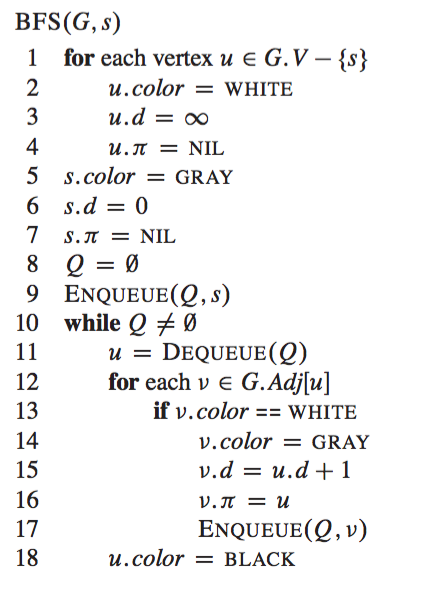 BFS(G, s)
1 for each vertex u ∈ G.V − {s}
2 u.color = WHITE
3 u.d = ∞
4 u.π = NIL
5 s.color = GRAY
6 s.d = 0
7 s.π = NIL
8 Q = Ø
9 ENQUEUE(Q, s)
10 while Q ≠ Ø
11 u = DEQUEUE(Q)
12 for each v ∈ G.Adj[u]
13 if v.color == WHITE
14 v.color = GRAY
15 v.d = u.d + 1
16 v.π = u
17 ENQUEUE(Q, v)
18 u.color = BLACK